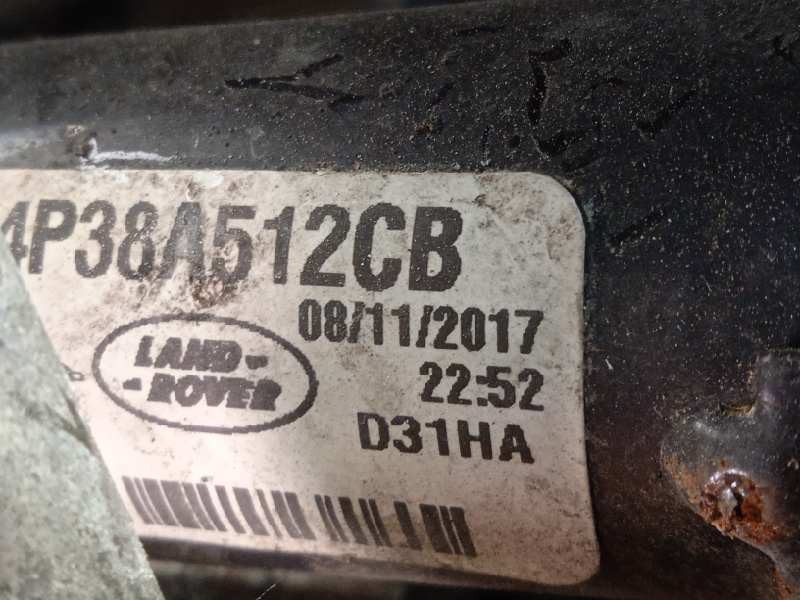 4P38A512CB
08/11/2017
LAND-
-ROVER
22:52
D31HA